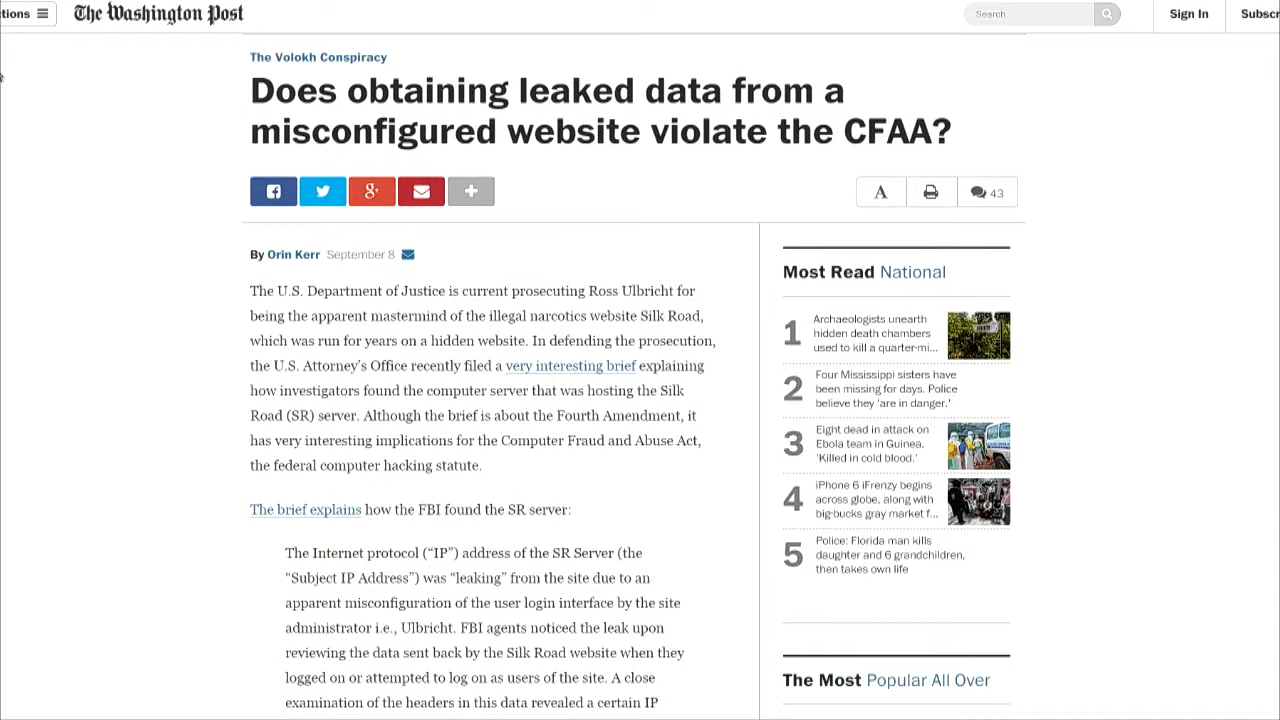 tions
The Washington Post
Search
Sign In
Subscr
The Volokh Conspiracy
Does obtaining leaked data from a
misconfigured website violate the CFAA?
A
43
By Orin Kerr September 8
The U.S. Department of Justice is current prosecuting Ross Ulbricht for
being the apparent mastermind of the illegal narcotics website Silk Road,
which was run for years on a hidden website. In defending the prosecution,
the U.S. Attorney's Office recently filed a very interesting brief explaining
how investigators found the computer server that was hosting the Silk
Road (SR) server. Although the brief is about the Fourth Amendment, it
has very interesting implications for the Computer Fraud and Abuse Act,
the federal computer hacking statute.
The brief explains how the FBI found the SR server:
The Internet protocol (“IP”) address of the SR Server (the
“Subject IP Address”) was “leaking” from the site due to an
apparent misconfiguration of the user login interface by the site
administrator i.e., Ulbricht. FBI agents noticed the leak upon
reviewing the data sent back by the Silk Road website when they
logged on or attempted to log on as users of the site. A close
examination of the headers in this data revealed a certain IP
Most Read National
1
Archaeologists unearth
hidden death chambers
used to kill a quarter-mi...
2
Four Mississippi sisters have
been missing for days. Police
believe they 'are in danger.'
3
Eight dead in attack on
Ebola team in Guinea.
'Killed in cold blood.'
4
iPhone 6 iFrenzy begins
across globe, along with
big-bucks gray market f...
5
Police: Florida man kills
daughter and 6 grandchildren,
then takes own life
The Most Popular All Over